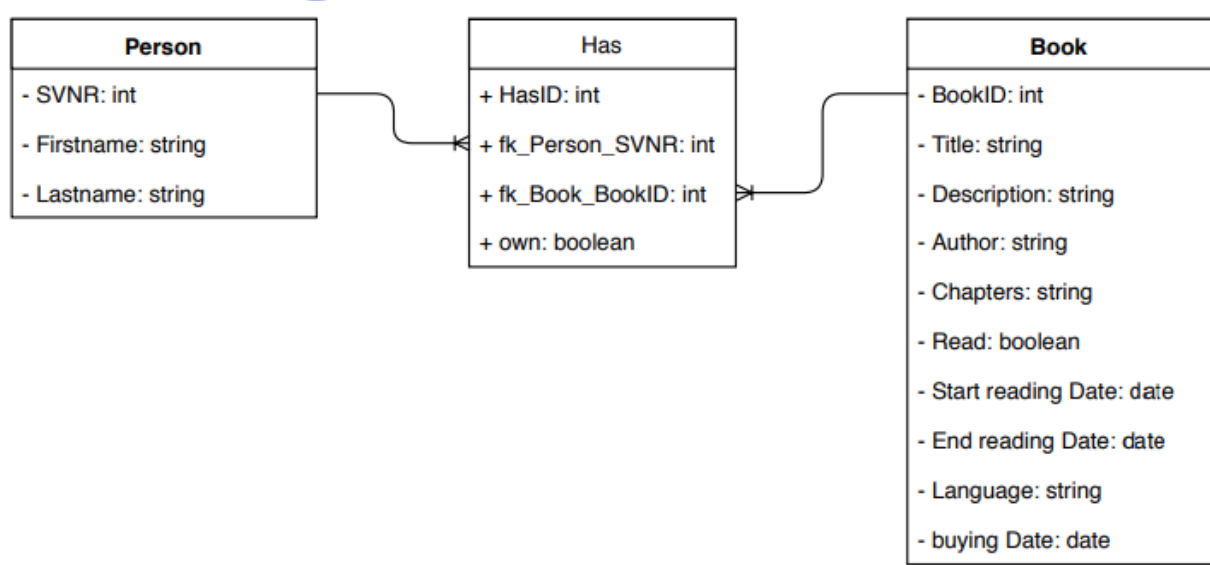 Person
- SVNR: int
- Firstname: string
- Lastname: string
Has
+ HasID: int
+ fk_Person_SVNR: int
+ fk_Book_BookID: int
+ own: boolean
Book
- BookID: int
- Title: string
- Description: string
- Author: string
- Chapters: string
- Read: boolean
- Start reading Date: date
- End reading Date: date
- Language: string
- buying Date: date